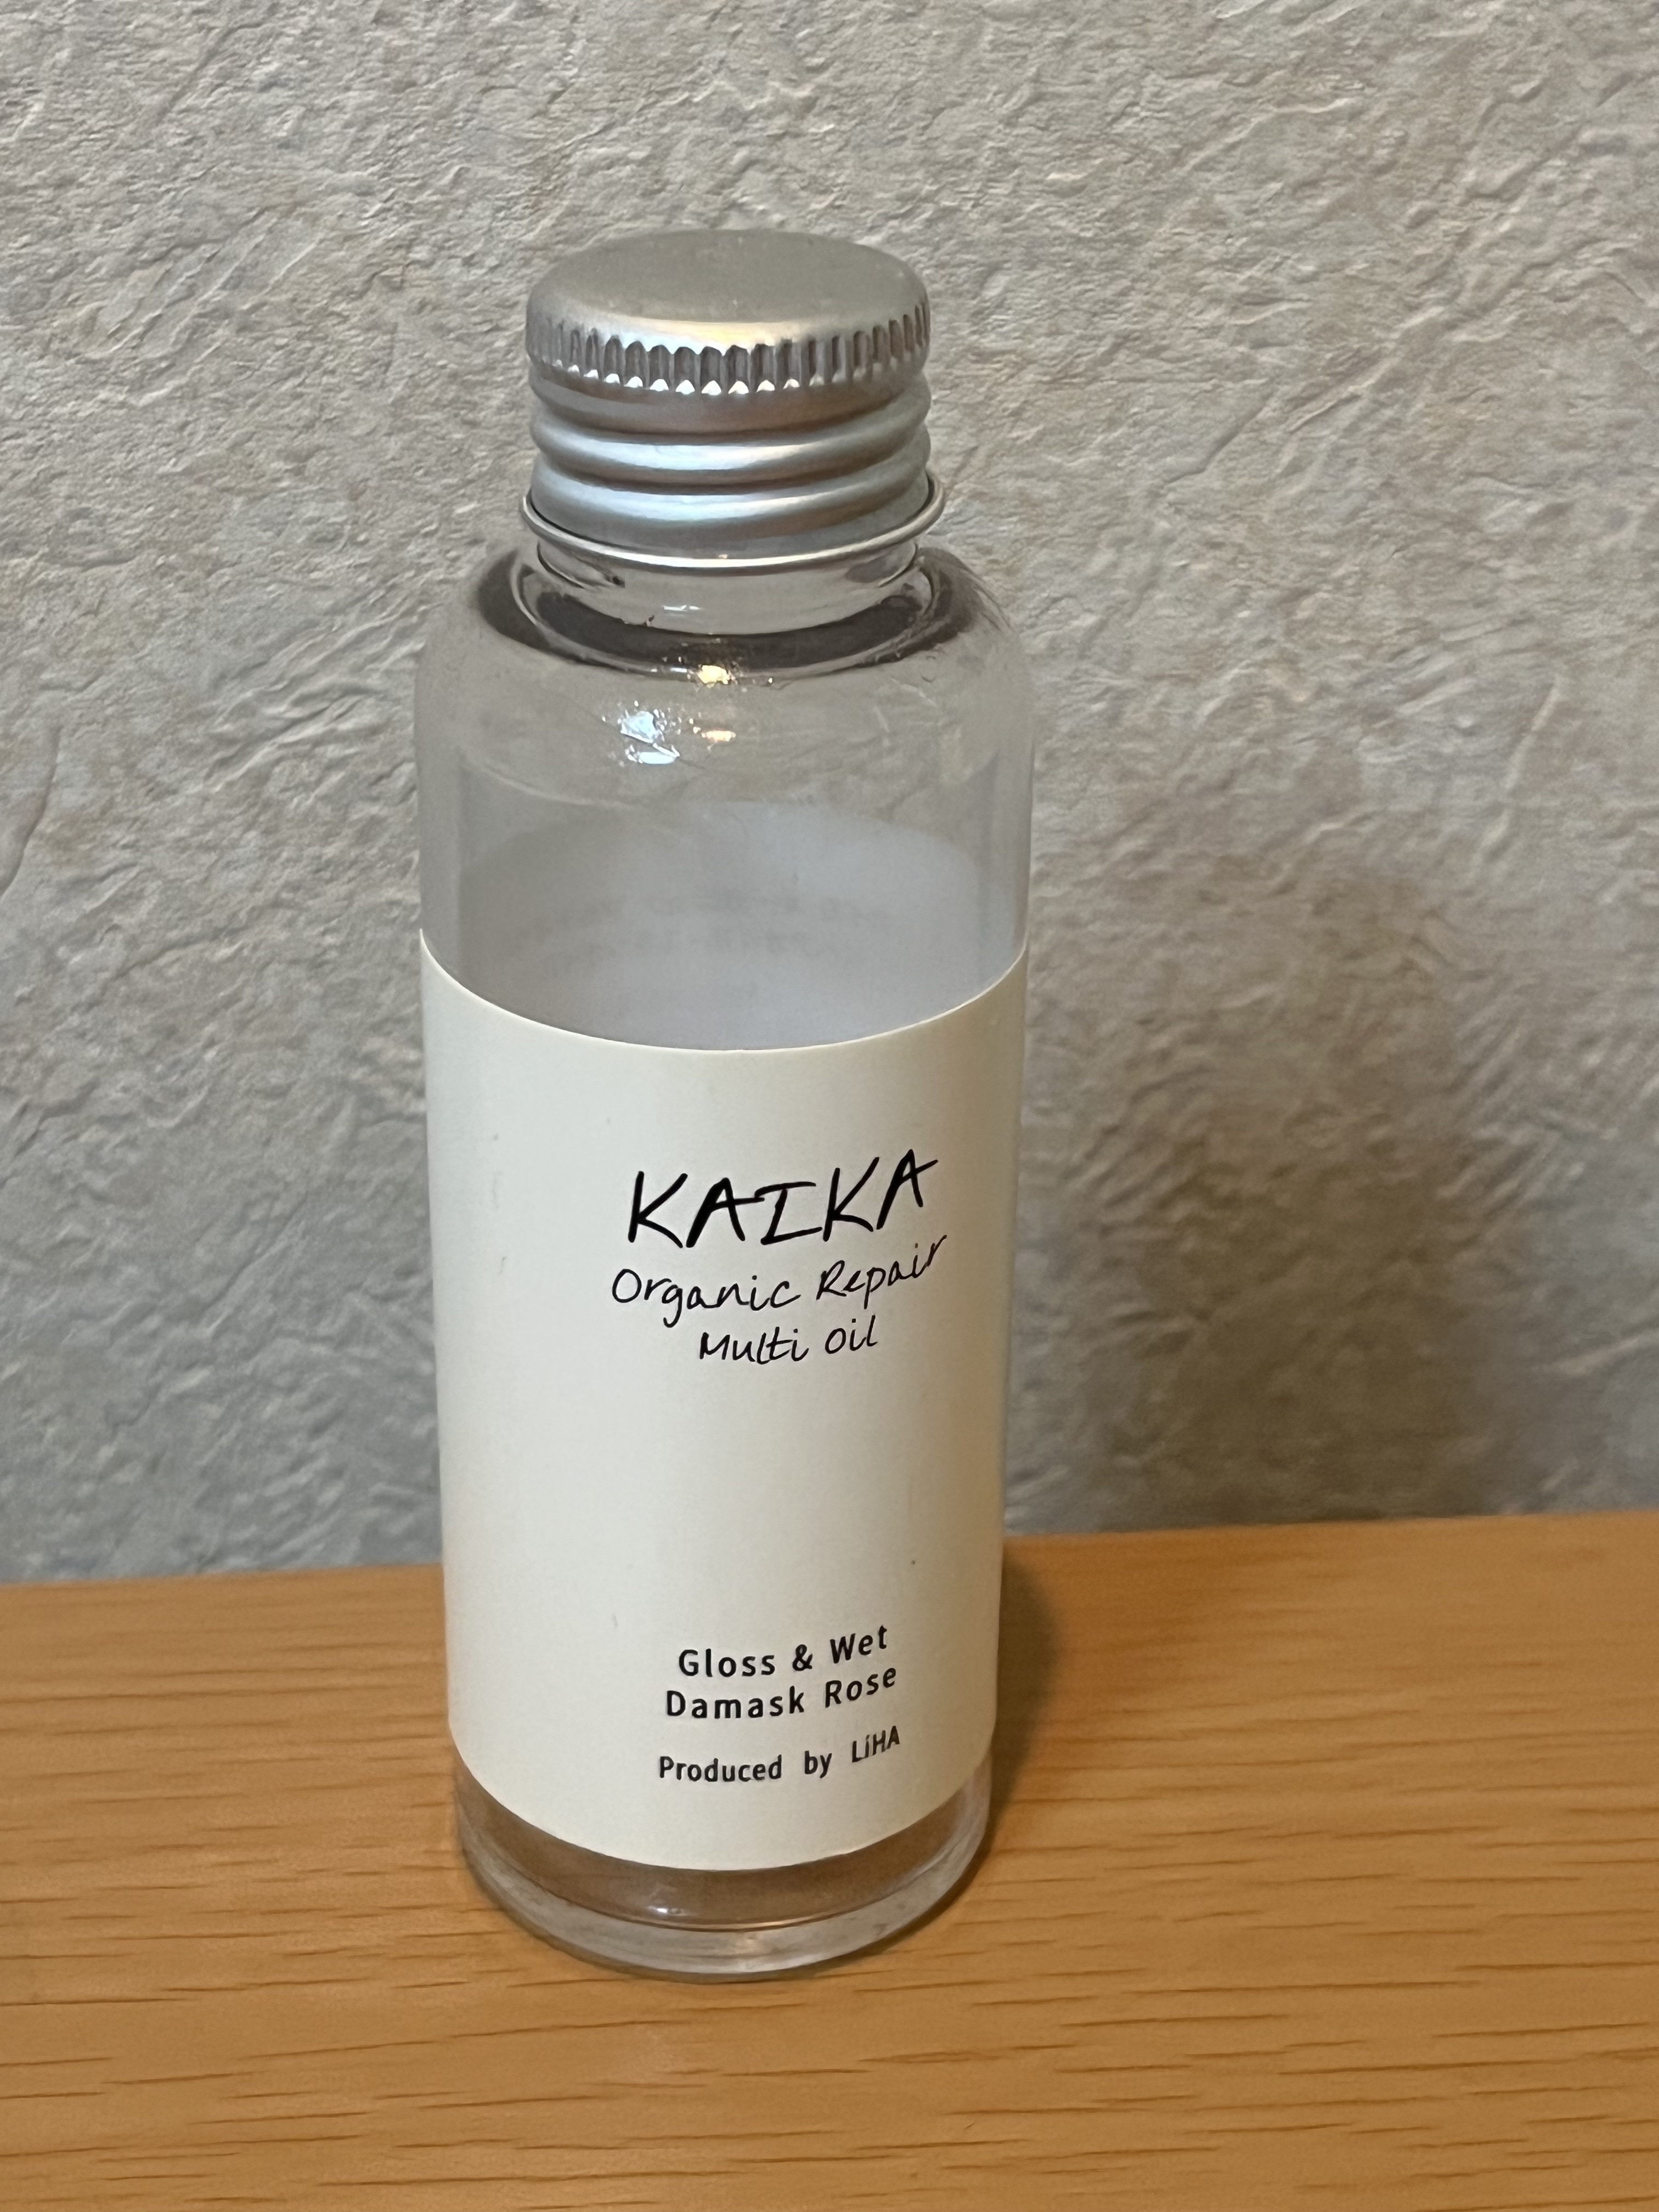 KAIKA
Organic Repair
Multi Oil
Gloss & Wet
Damask Rose
Produced by LiHA